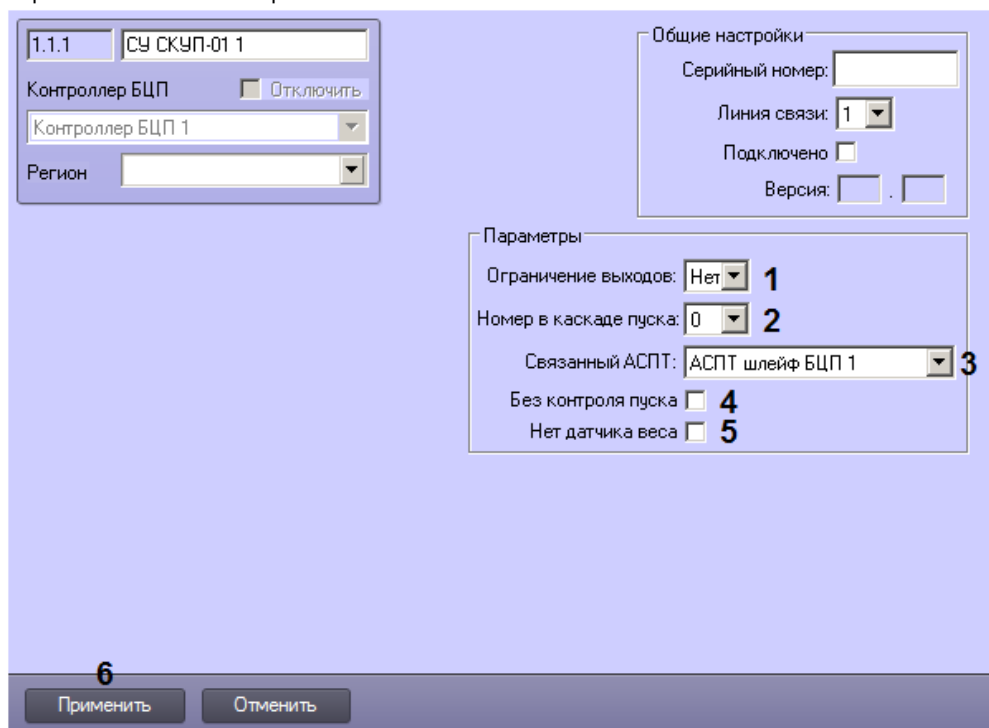 1.1.1 СУ СКУП-01 1
Контроллер БЦП Отключить
Контроллер БЦП 1
Регион
Общие настройки
Серийный номер:
Линия связи: 1
Подключено
Версия: .
Параметры
Ограничение выходов: Нет 1
Номер в каскаде пуска: 0 2
Связанный АСПТ: АСПТ шлейф БЦП 1 3
Без контроля пуска 4
Нет датчика веса 5
6
Применить Отменить